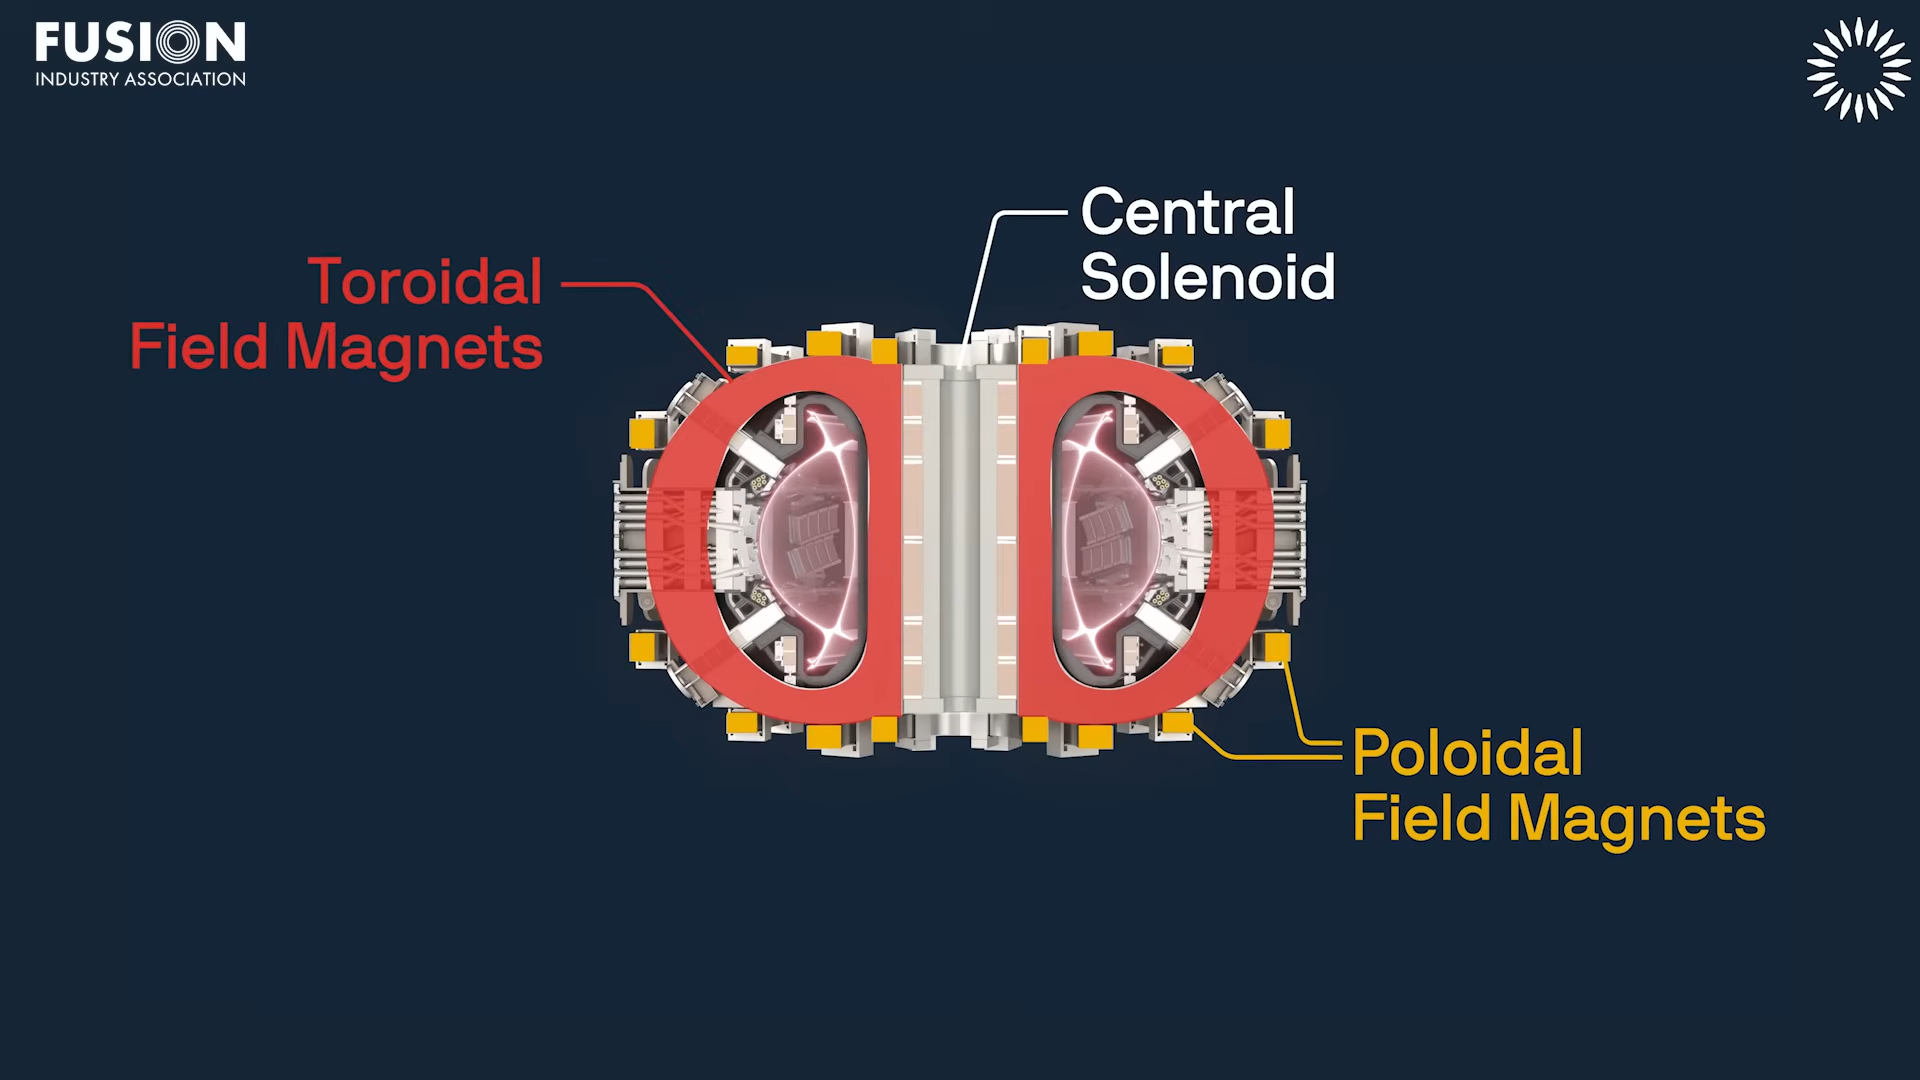 FUSION
INDUSTRY ASSOCIATION
Central
Solenoid
Toroidal
Field Magnets
Poloidal
Field Magnets